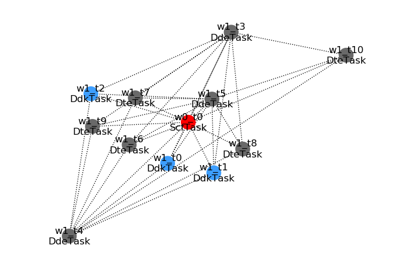 w1_t3
DdeTask
w1_t10
DteTask
w1_t2
DdkTask
w1_t7
DteTask
w1_t5
DdeTask
w1_t9
DteTask
w0_t0
ScTask
w1_t6
DteTask
w1_t8
DteTask
w1_t0
DdkTask
w1_t1
DdkTask
w1_t4
DdeTask